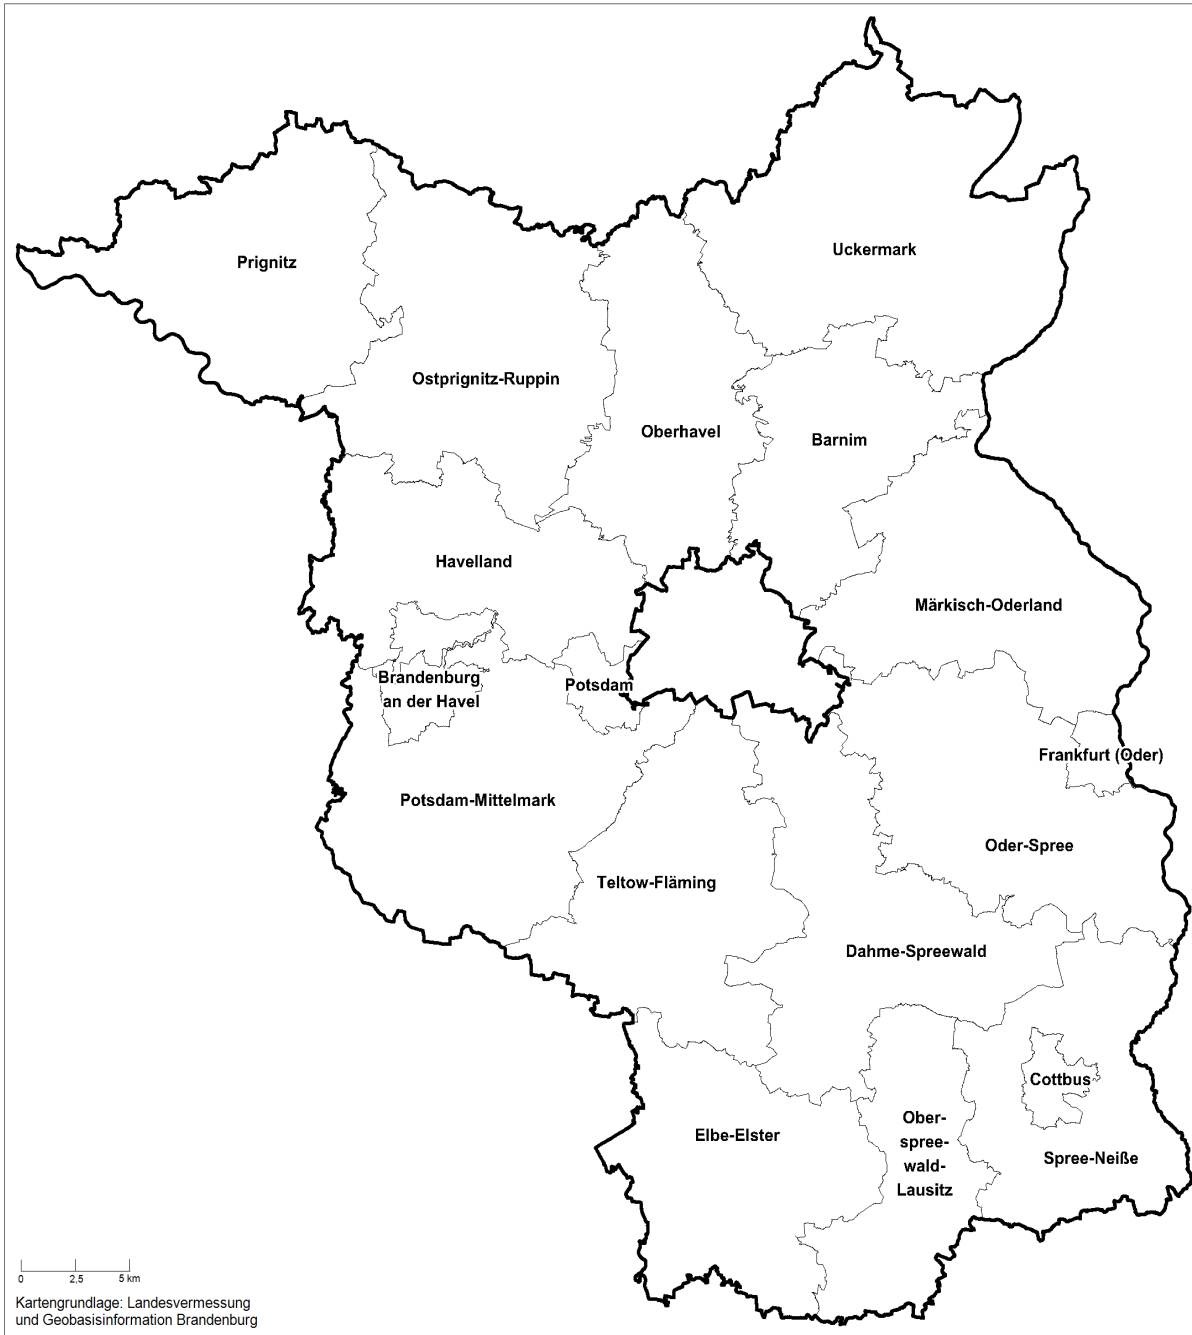 Uckermark
Prignitz
Ostprignitz-Ruppin
Oberhavel
Barnim
Havelland
Märkisch-Oderland
Brandenburg
an der Havel
Potsdam
Frankfurt (Oder)
Potsdam-Mittelmark
Oder-Spree
Teltow-Fläming
Dahme-Spreewald
Cottbus
Ober-
spree-
wald-
Lausitz
Elbe-Elster
Spree-Neiße
0 2,5 5 km
Kartengrundlage: Landesvermessung
und Geobasisinformation Brandenburg